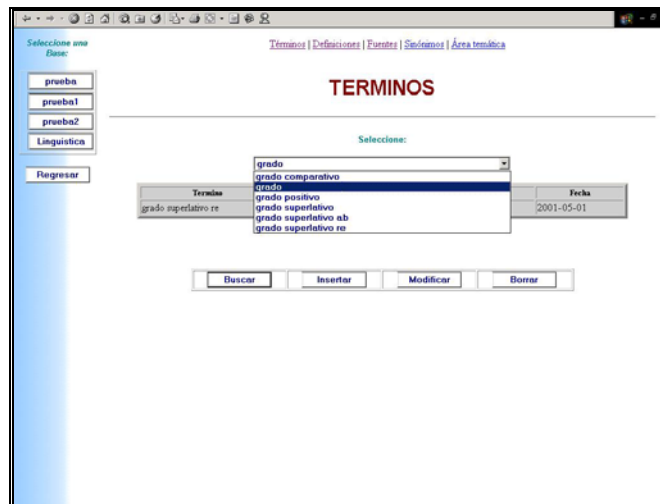 Seleccione una
Base:
prueba
prueba1
prueba2
Linguistica
Regresar
Términos | Definiciones | Fuentes | Sinónimos | Área temática
TERMINOS
Seleccione:
grado
grado comparativo
grado
grado positivo
grado superlativo
grado superlativo ab
grado superlativo re
Termino Fecha
grado superlativo re 2001-05-01
Buscar Insertar Modificar Borrar